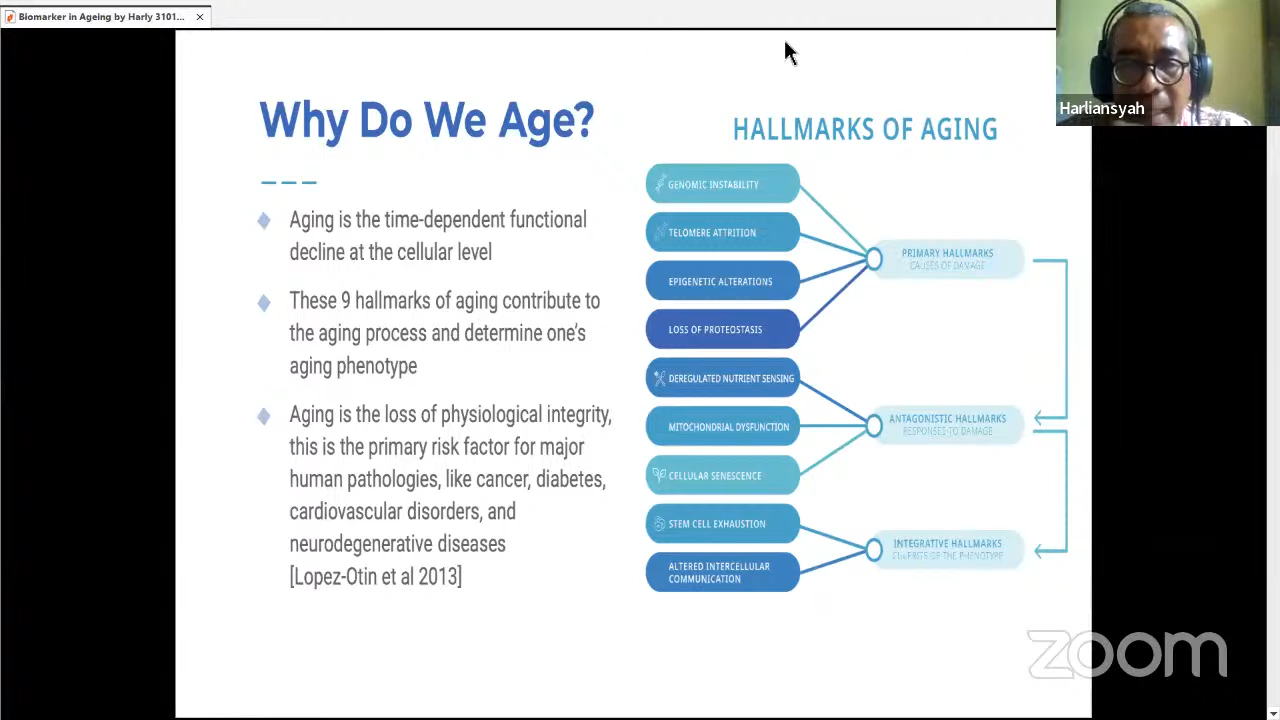 Biomarker in Ageing by Harly 3101...
Harliansyah
Why Do We Age?
Aging is the time-dependent functional
decline at the cellular level
These 9 hallmarks of aging contribute to
the aging process and determine one's
aging phenotype
Aging is the loss of physiological integrity,
this is the primary risk factor for major
human pathologies, like cancer, diabetes,
cardiovascular disorders, and
neurodegenerative diseases
[Lopez-Otin et al 2013]
HALLMARKS OF AGING
GENOMIC INSTABILITY
TELOMERE ATTRITION
EPIGENETIC ALTERATIONS
LOSS OF PROTEOSTASIS
DEREGULATED NUTRIENT SENSING
MITOCHONDRIAL DYSFUNCTION
CELLULAR SENESCENCE
STEM CELL EXHAUSTION
ALTERED INTERCELLULAR
COMMUNICATION
PRIMARY HALLMARKS
CAUSES OF DAMAGE
ANTAGONISTIC HALLMARKS
RESPONSES TO DAMAGE
INTEGRATIVE HALLMARKS
OF THE PHENOTYPE
zoom